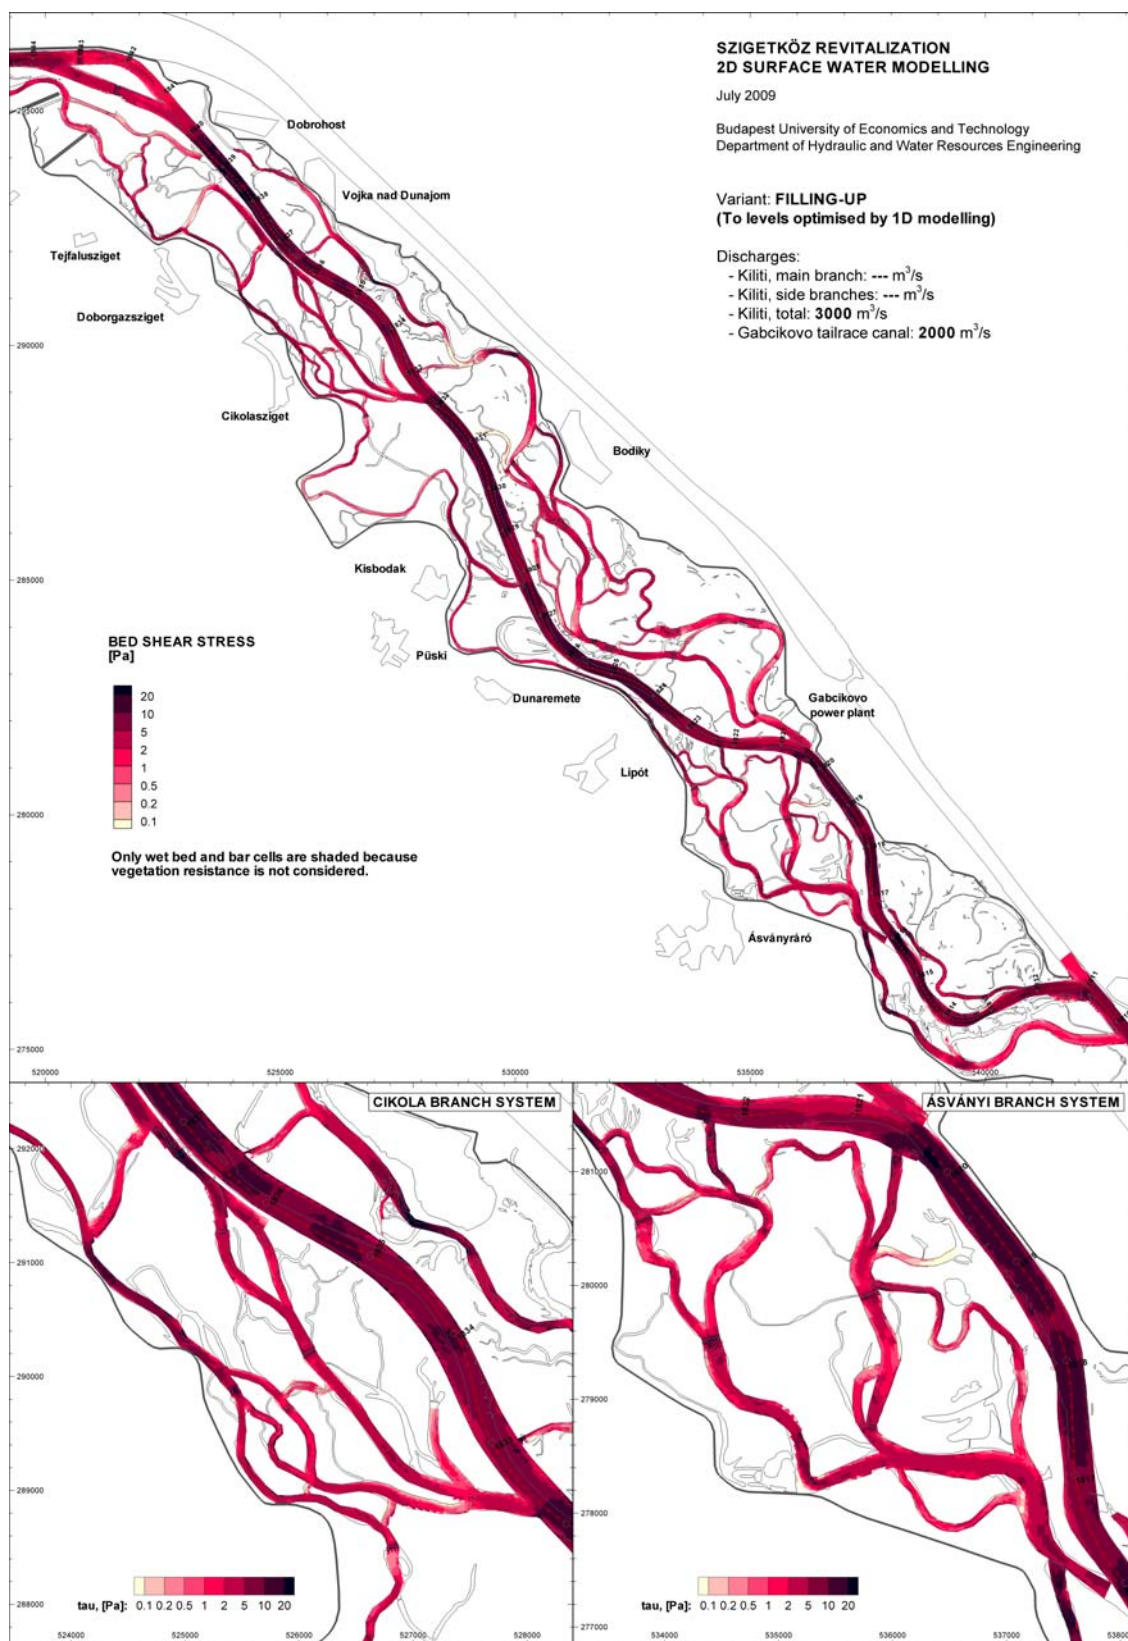 SZIGETKÖZ REVITALIZATION
2D SURFACE WATER MODELLING
July 2009
Budapest University of Economics and Technology
Department of Hydraulic and Water Resources Engineering
Variant: FILLING-UP
(To levels optimised by 1D modelling)
Discharges:
- Kiliti, main branch: --- m³/s
- Kiliti, side branches: --- m³/s
- Kiliti, total: 3000 m³/s
- Gabcikovo tailrace canal: 2000 m³/s
295000
Dobrohost
Vojka nad Dunajom
Tejfalusziget
Doborgazsziget
290000
Cikolasziget
Bodiky
285000
Kisbodak
Püski
Dunaremete
Gabcikovo
power plant
Lipót
280000
Ásványráró
275000
BED SHEAR STRESS
[Pa]
20
10
5
2
1
0.5
0.2
0.1
Only wet bed and bar cells are shaded because
vegetation resistance is not considered.
520000
525000
530000
535000
540000
CIKOLA BRANCH SYSTEM
292000
291000
290000
289000
288000
tau, [Pa]:
0.1 0.2 0.5 1 2 5 10 20
524000
525000
526000
527000
528000
ÁSVÁNYI BRANCH SYSTEM
281000
280000
279000
278000
277000
tau, [Pa]:
0.1 0.2 0.5 1 2 5 10 20
534000
535000
536000
537000